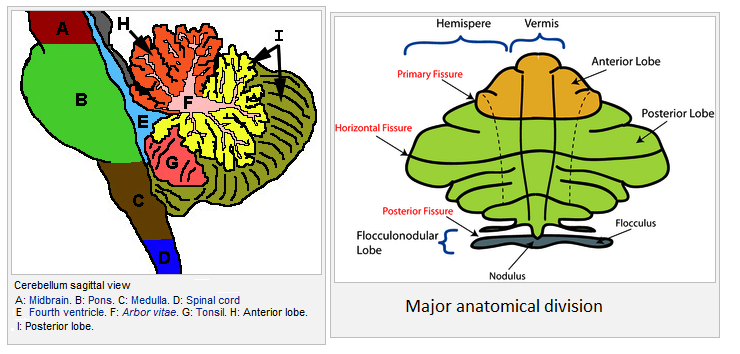 A
H
I
B
F
E
G
C
D
Cerebellum sagittal view
A: Midbrain. B: Pons. C: Medulla. D: Spinal cord
E Fourth ventricle. F: Arbor vitae. G: Tonsil. H: Anterior lobe.
I: Posterior lobe.
Hemispere
Vermis
Primary Fissure
Anterior Lobe
Posterior Lobe
Horizontal Fissure
Posterior Fissure
Flocculus
Flocculonodular
Lobe
Nodulus
Major anatomical division